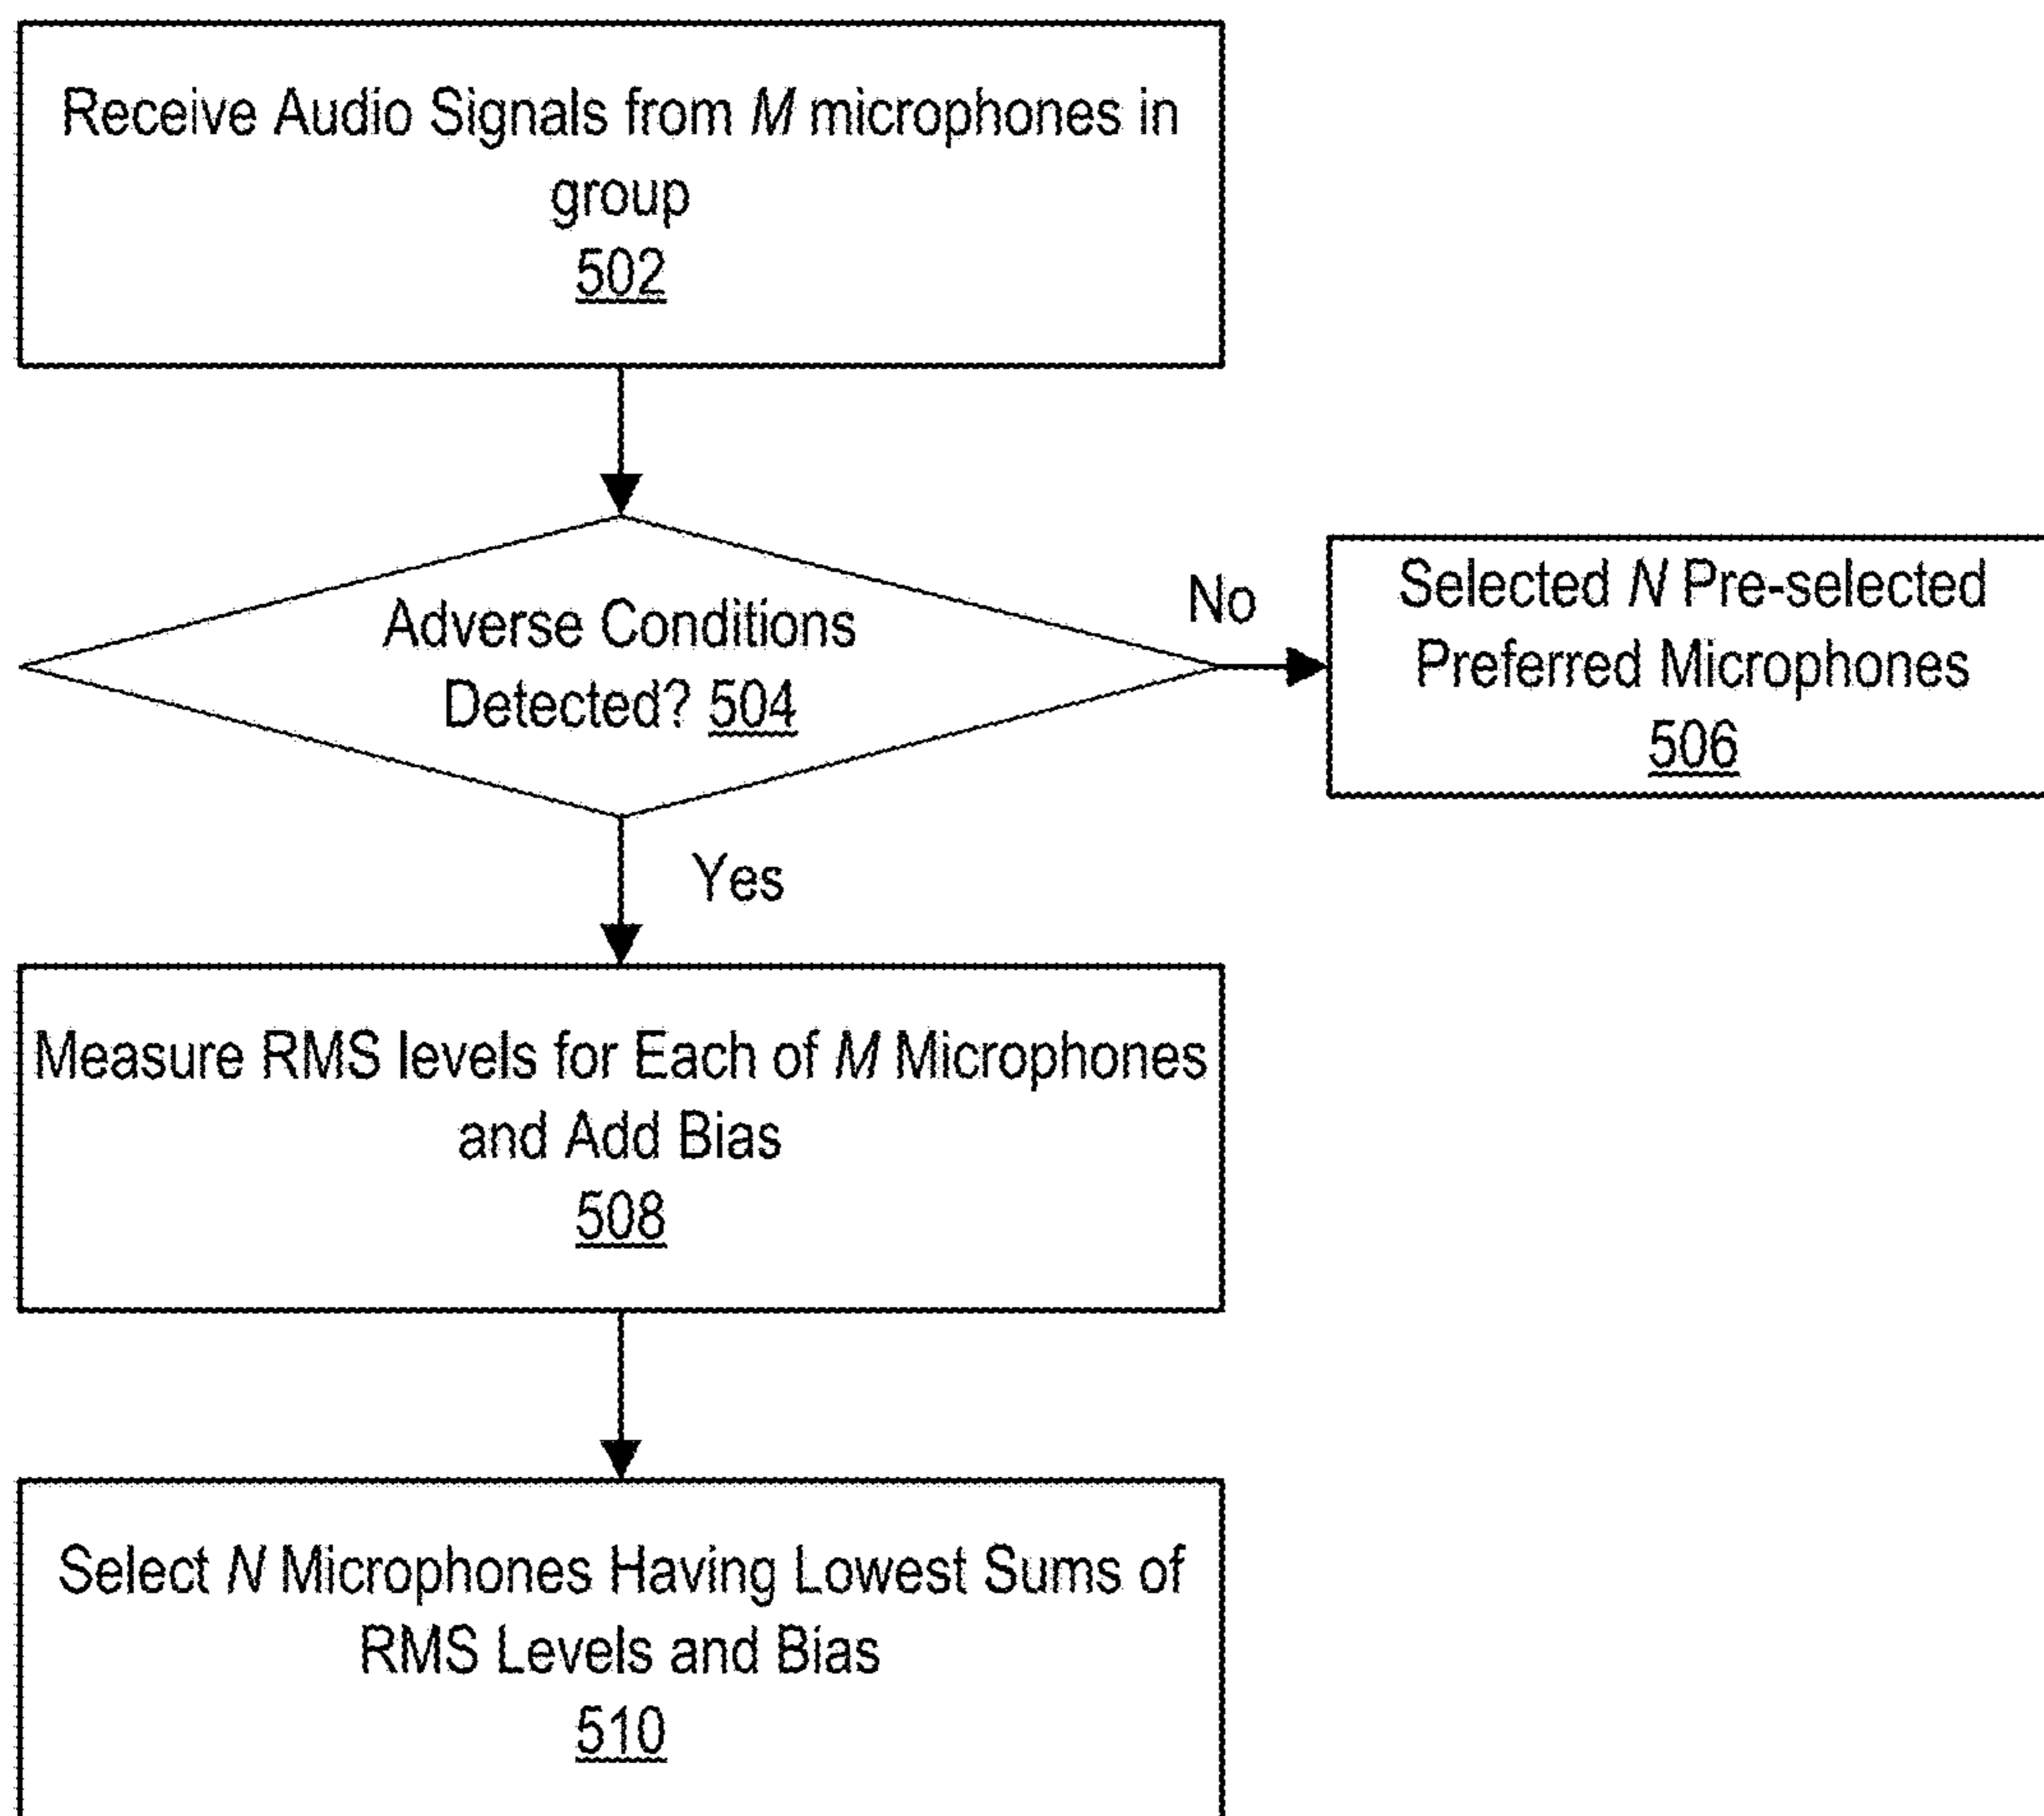 Receive Audio Signals from M microphones in
group
502
Adverse Conditions
Detected? 504
No
Selected N Pre-selected
Preferred Microphones
506
Yes
Measure RMS levels for Each of M Microphones
and Add Bias
508
Select N Microphones Having Lowest Sums of
RMS Levels and Bias
510